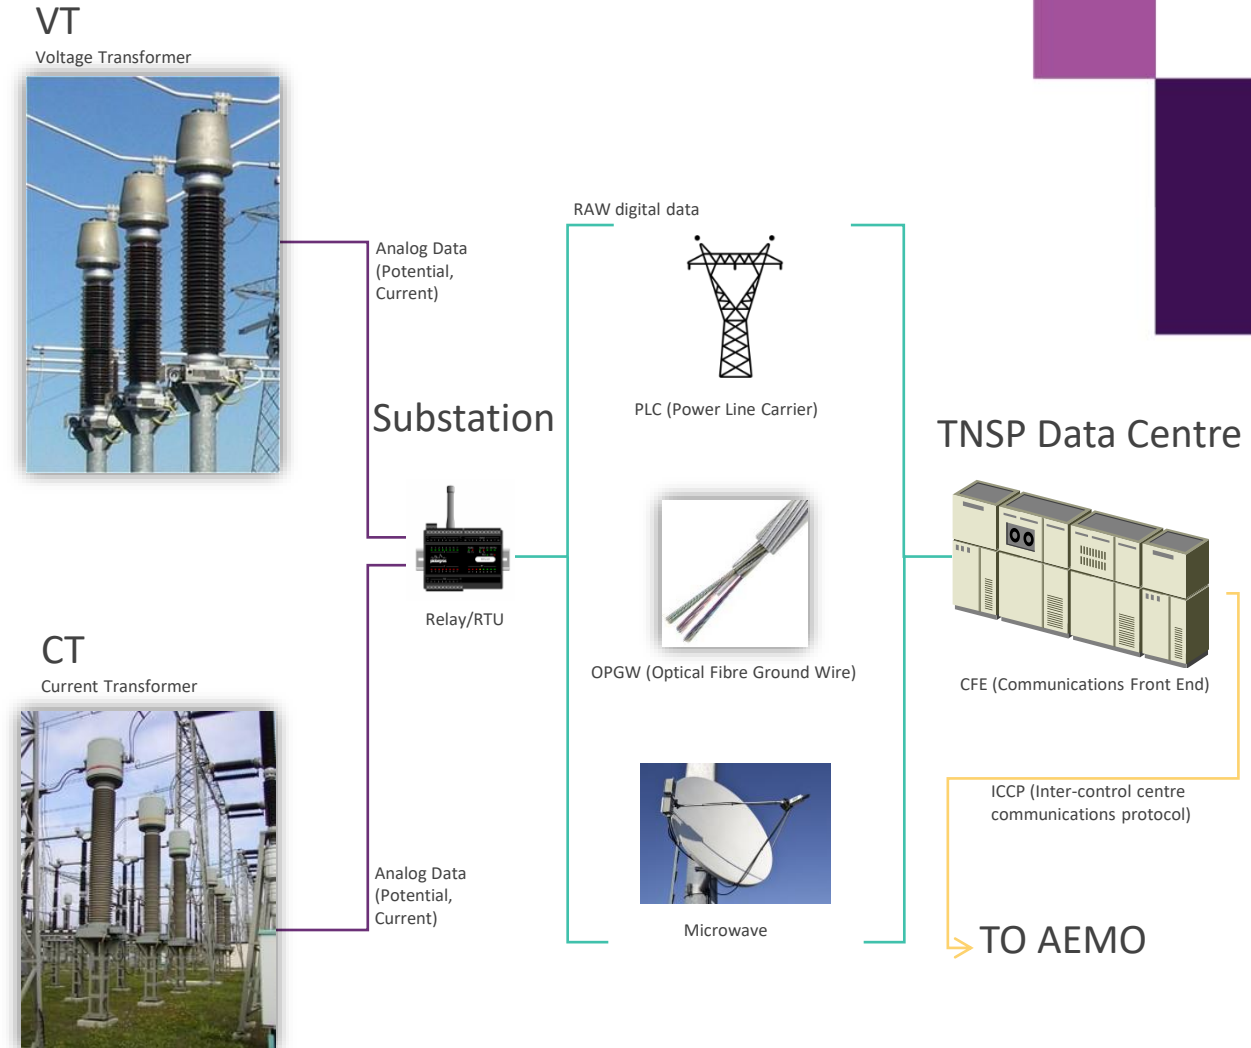 VT
Voltage Transformer
Analog Data
(Potential,
Current)
Substation
Relay/RTU
CT
Current Transformer
Analog Data
(Potential,
Current)
RAW digital data
PLC (Power Line Carrier)
OPGW (Optical Fibre Ground Wire)
Microwave
TNSP Data Centre
CFE (Communications Front End)
ICCP (Inter-control centre
communications protocol)
TO AEMO